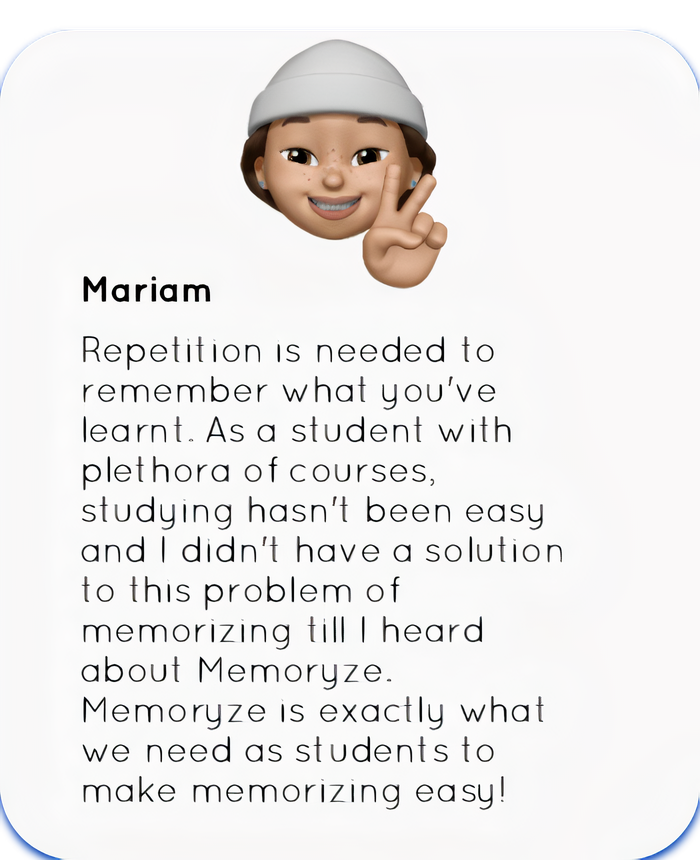 Mariam
Repetition is needed to
remember what you've
learnt. As a student with
plethora of courses,
studying hasn't been easy
and I didn't have a solution
to this problem of
memorizing till I heard
about Memoryze.
Memoryze is exactly what
we need as students to
make memorizing easy!